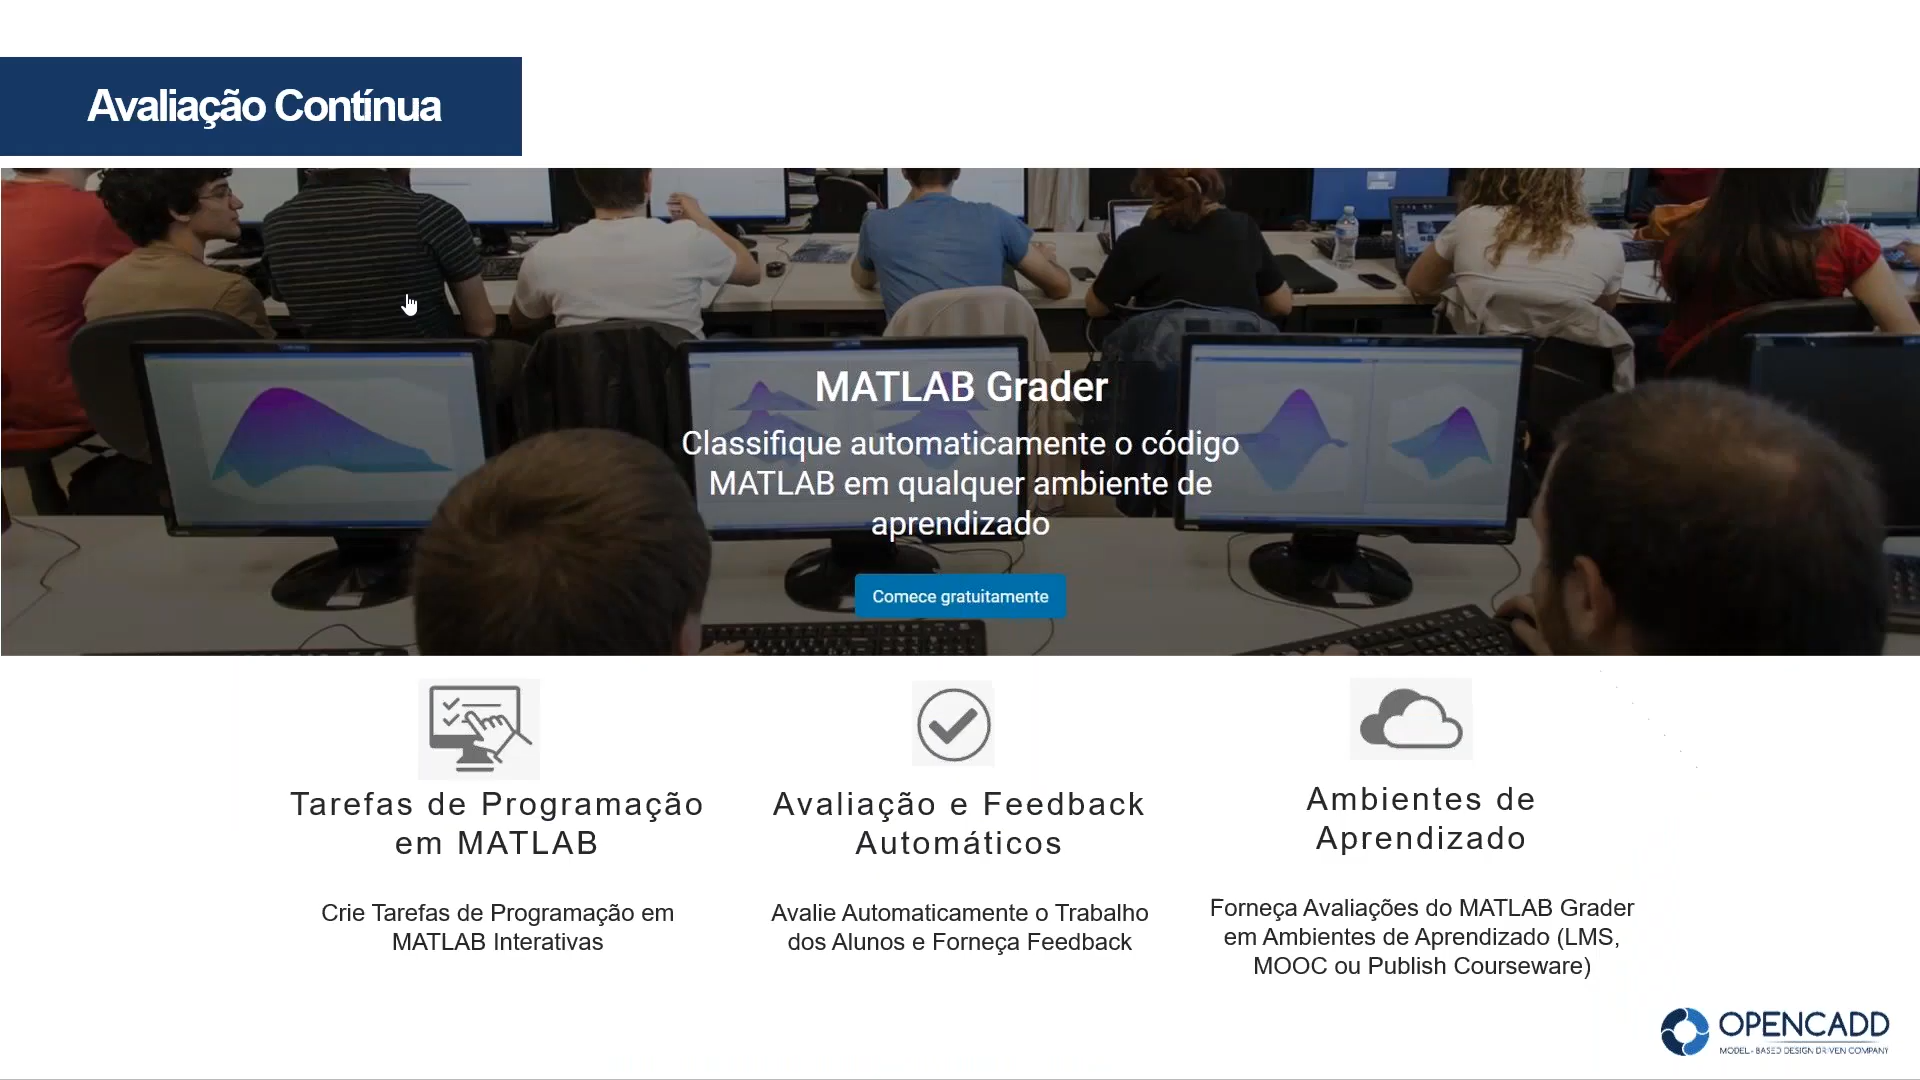 Avaliação Contínua
MATLAB Grader
Classifique automaticamente o código
MATLAB em qualquer ambiente de
aprendizado
Comece gratuitamente
Tarefas de Programação
em MATLAB
Crie Tarefas de Programação em
MATLAB Interativas
Avaliação e Feedback
Automáticos
Avalie Automaticamente o Trabalho
dos Alunos e Forneça Feedback
Ambientes de
Aprendizado
Forneça Avaliações do MATLAB Grader
em Ambientes de Aprendizado (LMS,
MOOC ou Publish Courseware)
OPENCADD
MODEL-BASED DESIGN DRIVEN COMPANY